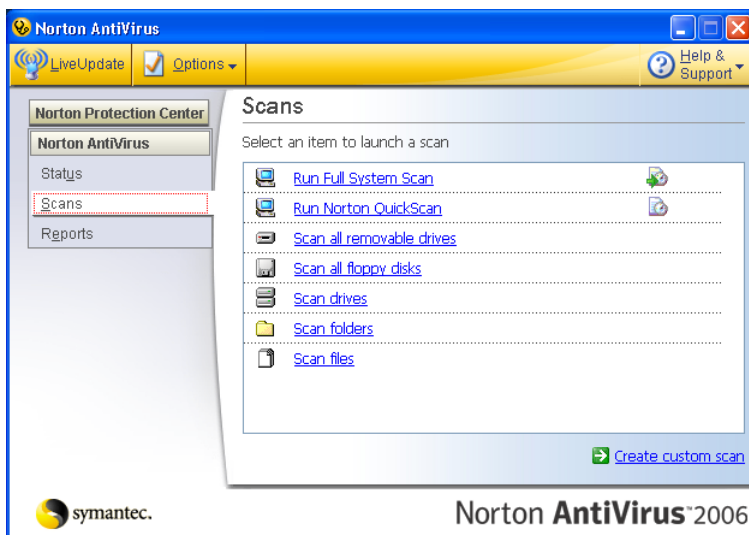 Norton AntiVirus
LiveUpdate
Options
Help &
Support
Norton Protection Center
Norton AntiVirus
Status
Scans
Reports
Scans
Select an item to launch a scan
Run Full System Scan
Run Norton QuickScan
Scan all removable drives
Scan all floppy disks
Scan drives
Scan folders
Scan files
Create custom scan
symantec.
Norton AntiVirus™2006